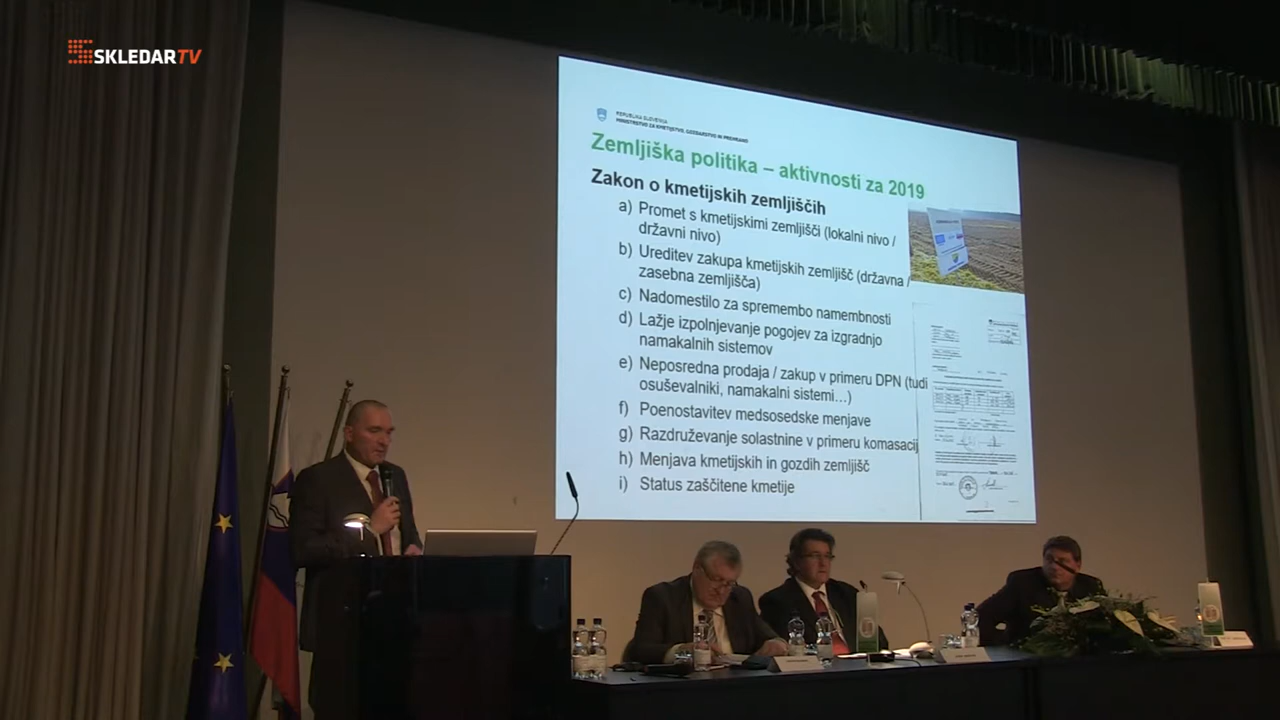 SKLEDARTV
REPUBLIKA SLOVENIJA
MINISTRSTVO ZA KMETIJSTVO, GOZDARSTVO IN PREHRANO
Zemljiška politika – aktivnosti za 2019
Zakon o kmetijskih zemljiščih
a) Promet s kmetijskimi zemljišči (lokalni nivo /
državni nivo)
b) Ureditev zakupa kmetijskih zemljišč (državna /
zasebna zemljišča)
c) Nadomestilo za spremembo namembnosti
d) Lažje izpolnjevanje pogojev za izgradnjo
namakalnih sistemov
e) Neposredna prodaja / zakup v primeru DPN (tudi
osuševalniki, namakalni sistemi...)
f) Poenostavitev medsosedske menjave
g) Razdruževanje solastnine v primeru komasacij
h) Menjava kmetijskih in gozdih zemljišč
i) Status zaščitene kmetije